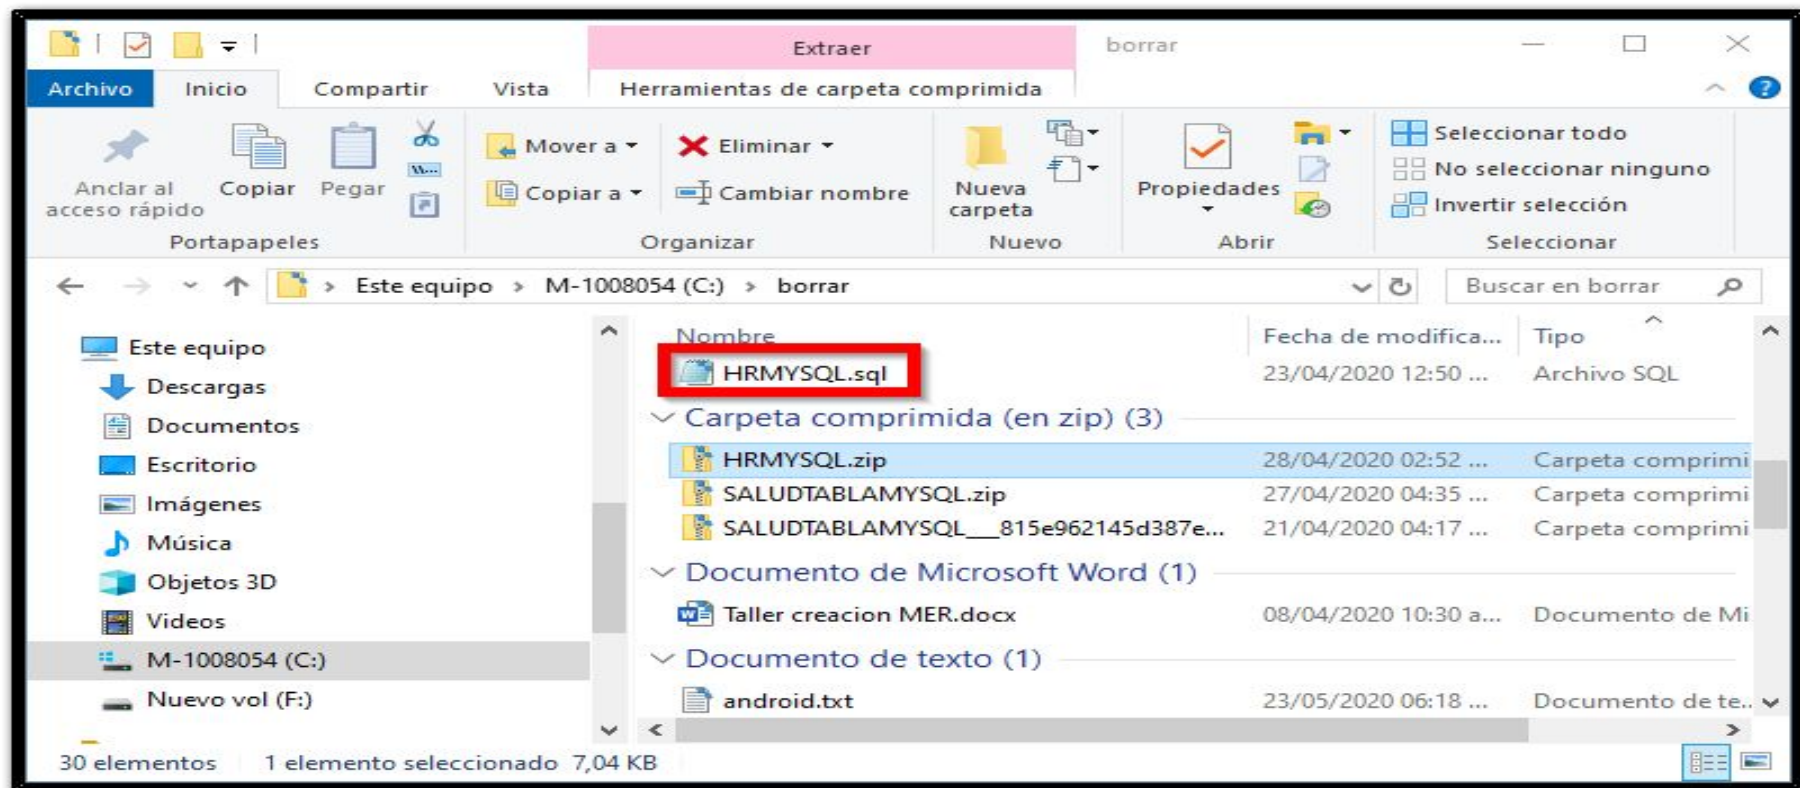 Extraer
borrar
Archivo Inicio Compartir Vista Herramientas de carpeta comprimida
Anclar al acceso rápido
Copiar
Pegar
Mover a
Copiar a
Eliminar
Cambiar nombre
Nueva carpeta
Propiedades
Seleccionar todo
No seleccionar ninguno
Invertir selección
Portapapeles Organizar Nuevo Abrir Seleccionar
Este equipo > M-1008054 (C:) > borrar
Buscar en borrar
Este equipo
Descargas
Documentos
Escritorio
Imágenes
Música
Objetos 3D
Videos
M-1008054 (C:)
Nuevo vol (F:)
Nombre Fecha de modifica... Tipo
HRMYSQL.sql 23/04/2020 12:50 ... Archivo SQL
Carpeta comprimida (en zip) (3)
HRMYSQL.zip 28/04/2020 02:52 ... Carpeta comprimi
SALUDTABLAMYSQL.zip 27/04/2020 04:35 ... Carpeta comprimi
SALUDTABLAMYSQL__815e962145d387e... 21/04/2020 04:17 ... Carpeta comprimi
Documento de Microsoft Word (1)
Taller creacion MER.docx 08/04/2020 10:30 a... Documento de Mi
Documento de texto (1)
android.txt 23/05/2020 06:18 ... Documento de te..
30 elementos 1 elemento seleccionado 7,04 KB